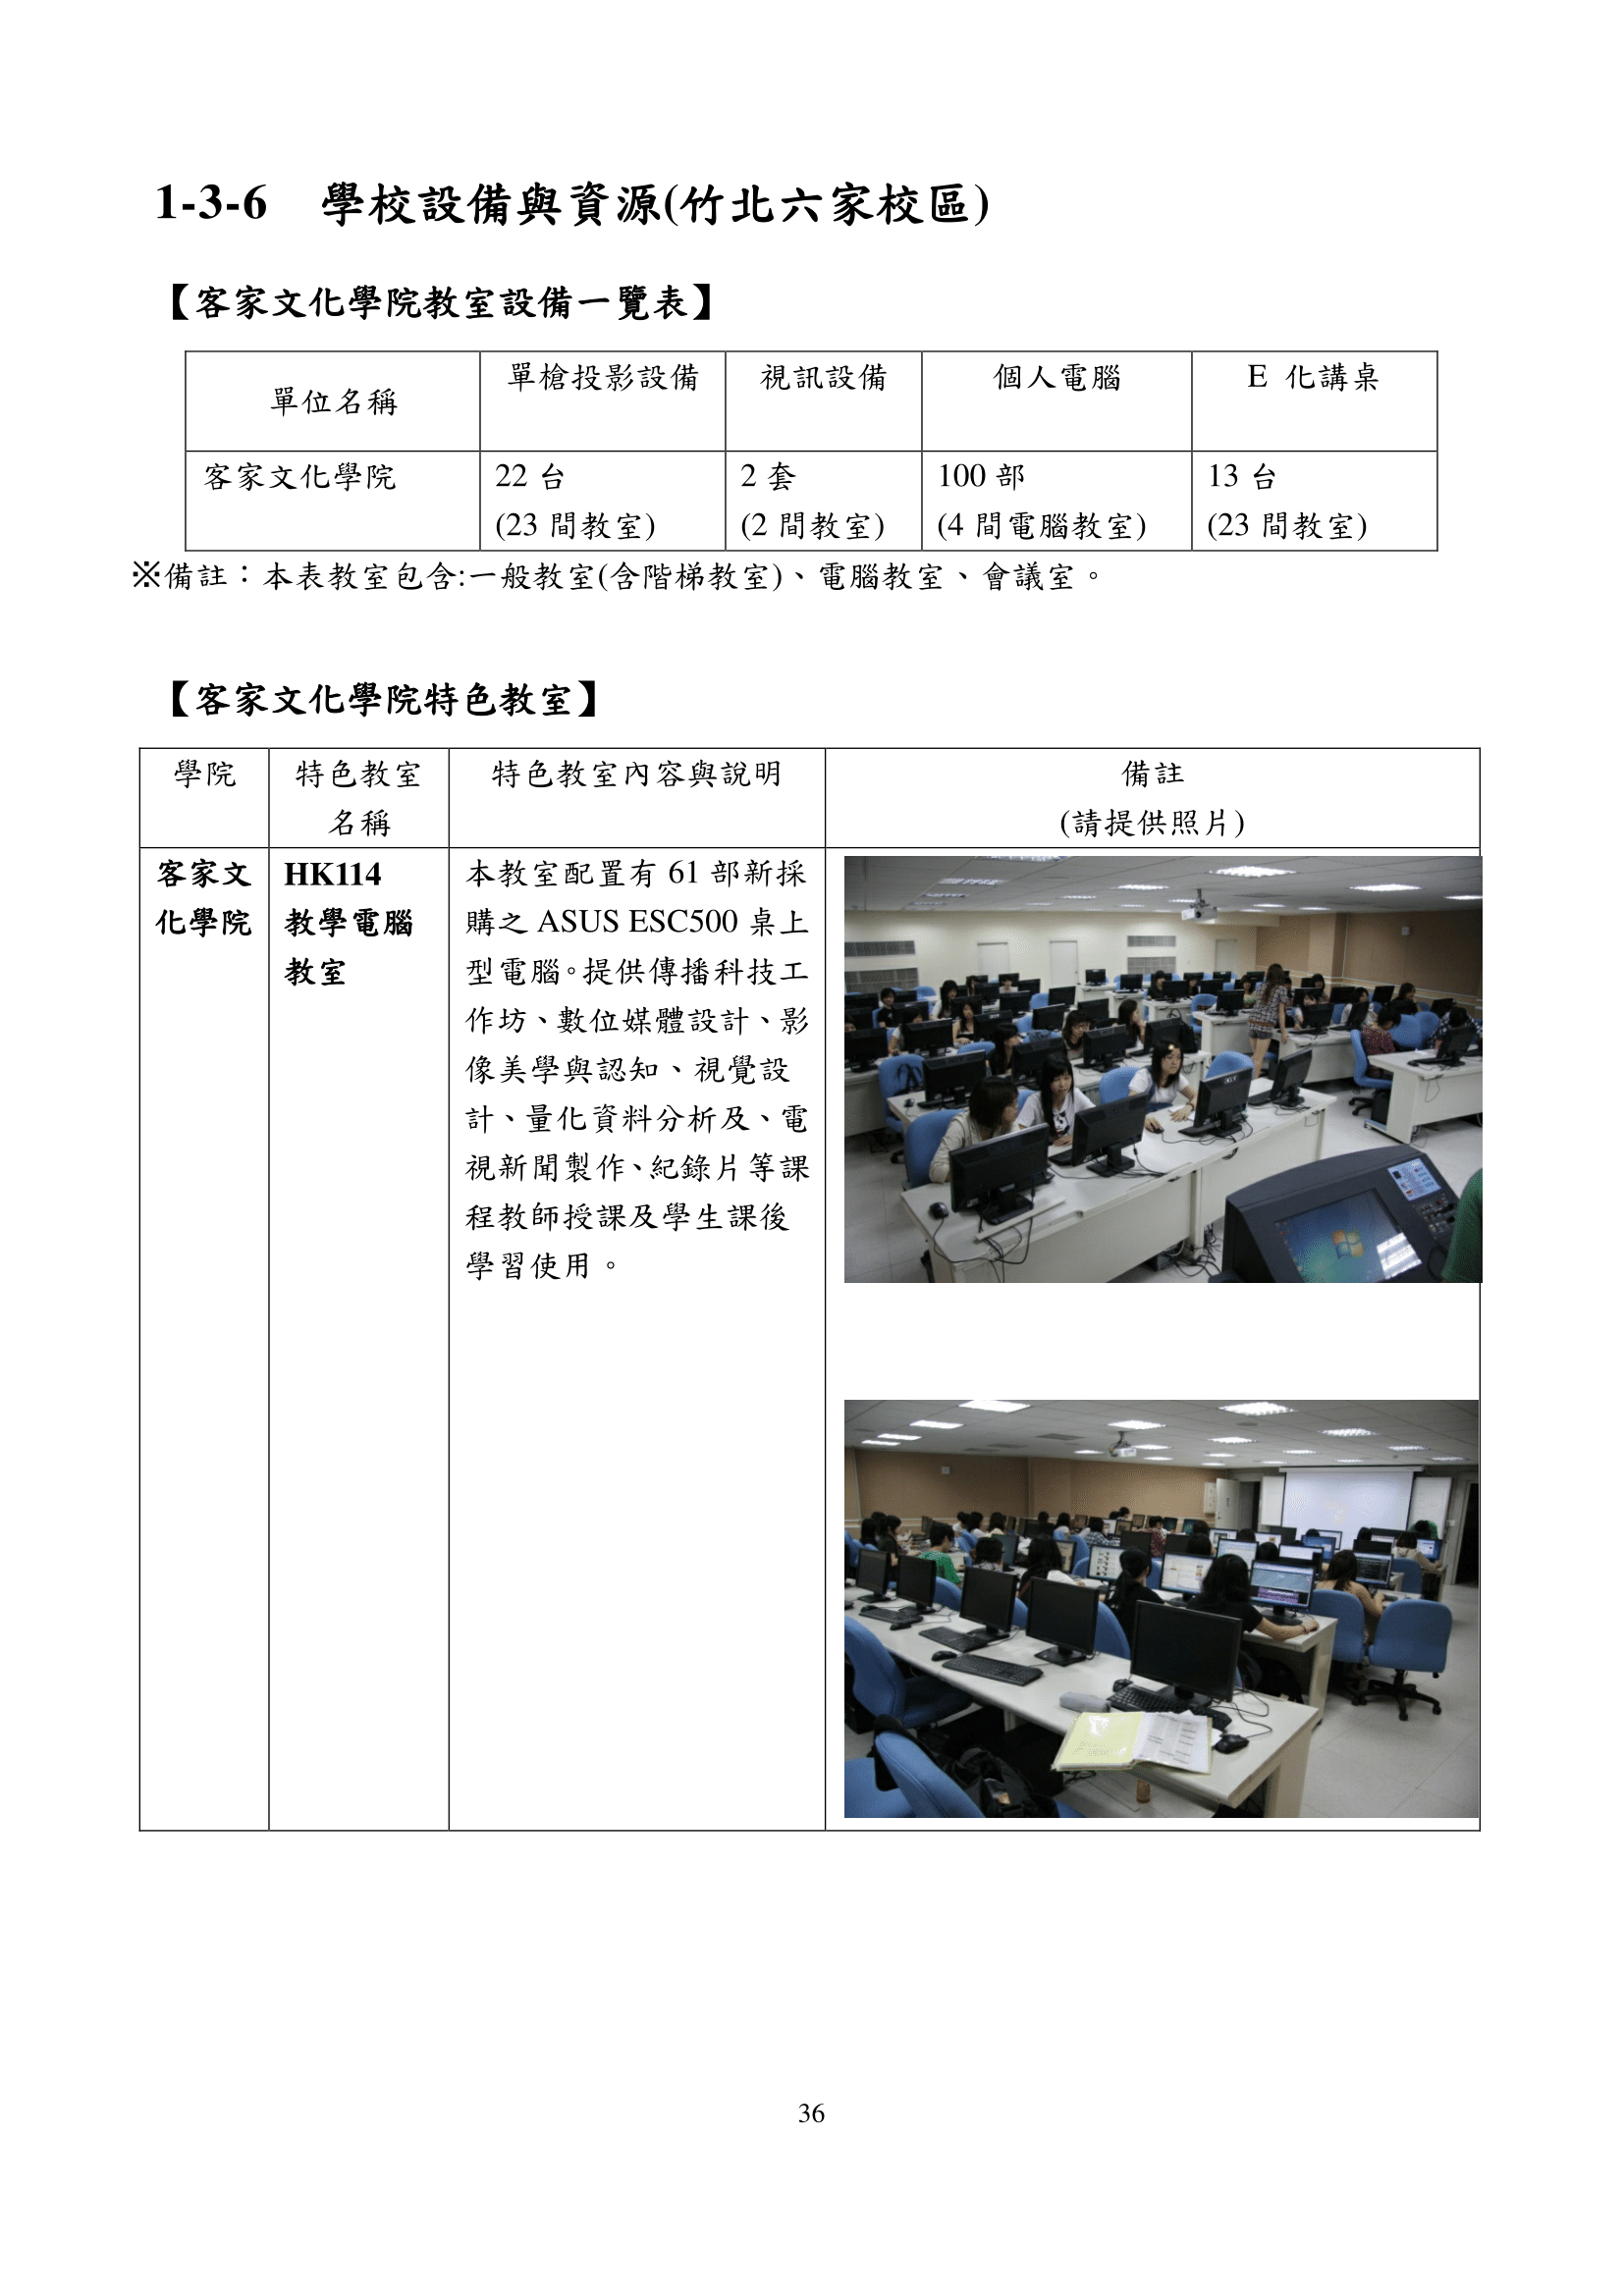 1-3-6 學校設備與資源(竹北六家校區)
【客家文化學院教室設備一覽表】
單位名稱 單槍投影設備 視訊設備 個人電腦 E 化講桌
客家文化學院 22 台 2 套 100 部 13 台
(23 間教室) (2 間教室) (4 間電腦教室) (23 間教室)
※備註：本表教室包含:一般教室(含階梯教室)、電腦教室、會議室。
【客家文化學院特色教室】
學院 特色教室 特色教室內容與說明 備註
名稱 (請提供照片)
客家文 HK114 本教室配置有 61 部新採
化學院 教學電腦 購之 ASUS ESC500 桌上
教室 型電腦。提供傳播科技工
作坊、數位媒體設計、影
像美學與認知、視覺設
計、量化資料分析及、電
視新聞製作、紀錄片等課
程教師授課及學生課後
學習使用。
36